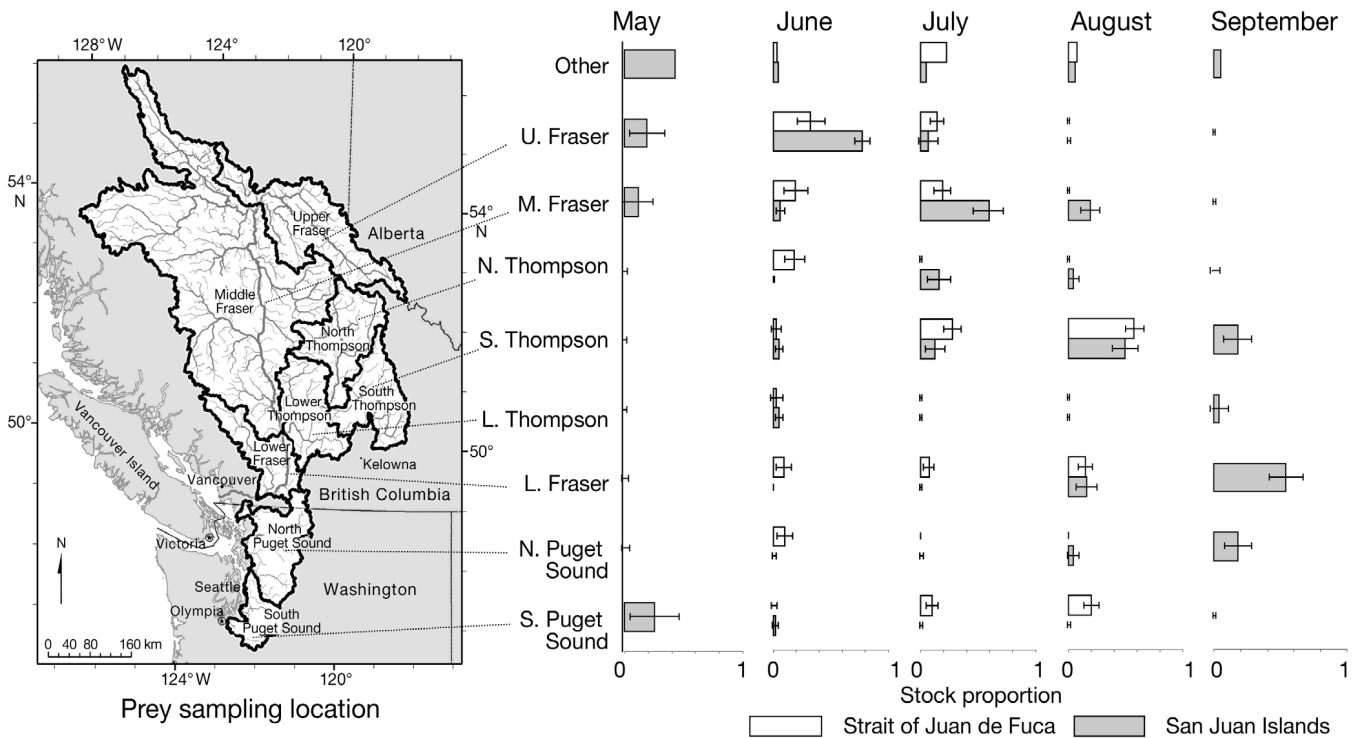 May
June
July
August
September
128°W
124°
120°
Other
U. Fraser
54°
N
M. Fraser
Upper
Fraser
54°
N
Alberta
N. Thompson
Middle
Fraser
North
Thompson
S. Thompson
South
Thompson
Lower
Thompson
50°
L. Thompson
Vancouver Island
Lower
Fraser
50°
Kelowna
Vancouver
L. Fraser
British Columbia
North
Puget Sound
N
Victoria
N. Puget
Sound
Seattle
Washington
Olympia
South
Puget Sound
S. Puget
Sound
0 40 80 160 km
124°W
120°
0 1
0 1
0 1
0 1
0 1
Stock proportion
Prey sampling location
Strait of Juan de Fuca
San Juan Islands